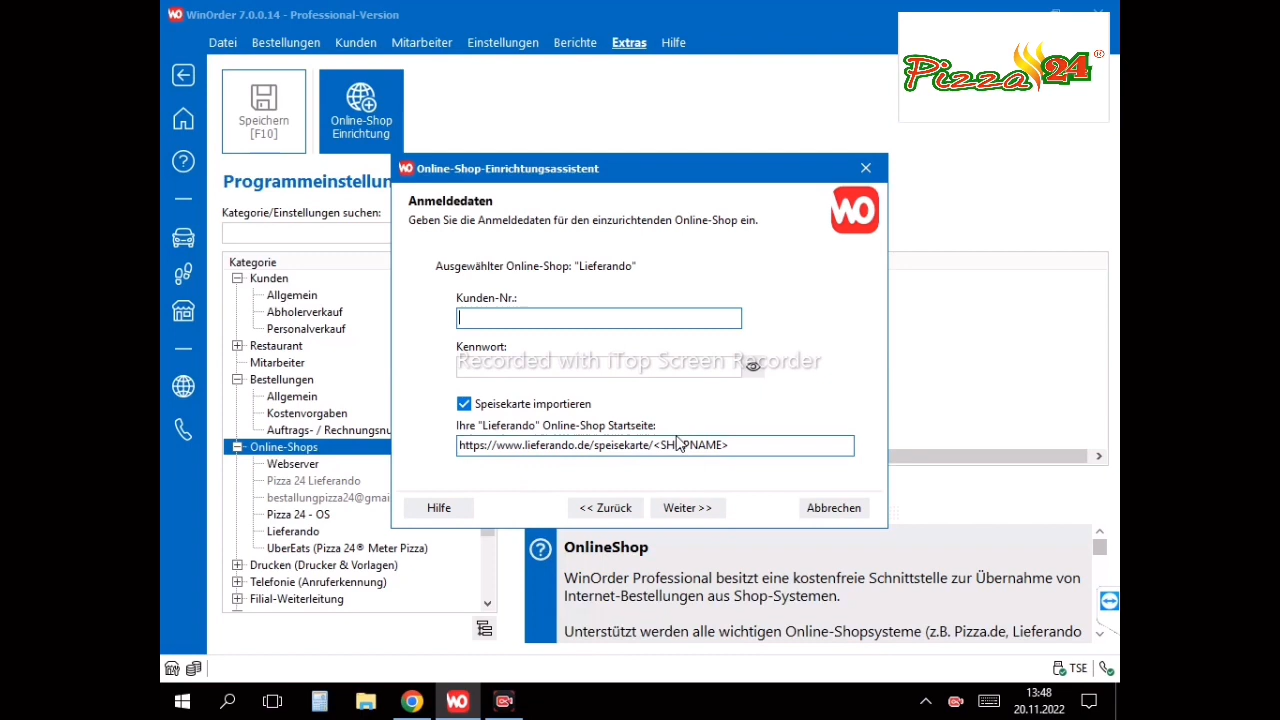 WO WinOrder 7.0.0.14 - Professional-Version
Datei Bestellungen Kunden Mitarbeiter Einstellungen Berichte Extras Hilfe
Pizza 24®
Speichern
[F10]
Online-Shop
Einrichtung
Programmeinstellun
Kategorie/Einstellungen suchen:
Kategorie
Kunden
Allgemein
Abholerverkauf
Personalverkauf
Restaurant
Mitarbeiter
Bestellungen
Allgemein
Kostenvorgaben
Auftrags- / Rechnungsnu
Online-Shops
Webserver
Pizza 24 Lieferando
bestallungpizza24@gmai
Pizza 24 - OS
Lieferando
UberEats (Pizza 24® Meter Pizza)
Drucken (Drucker & Vorlagen)
Telefonie (Anruferkennung)
Filial-Weiterleitung
WO Online-Shop-Einrichtungsassistent
Anmeldedaten
Geben Sie die Anmeldedaten für den einzurichtenden Online-Shop ein.
WO
Ausgewählter Online-Shop: "Lieferando"
Kunden-Nr.:
Kennwort:
Recorded with iTop Screen Recorder
Speisekarte importieren
Ihre "Lieferando" Online-Shop Startseite:
https://www.lieferando.de/speisekarte/<SHOPNAME>
Hilfe << Zurück Weiter >> Abbrechen
OnlineShop
WinOrder Professional besitzt eine kostenfreie Schnittstelle zur Übernahme von
Internet-Bestellungen aus Shop-Systemen.
Unterstützt werden alle wichtigen Online-Shopsysteme (z.B. Pizza.de, Lieferando
TSE
WO
13:48
20.11.2022